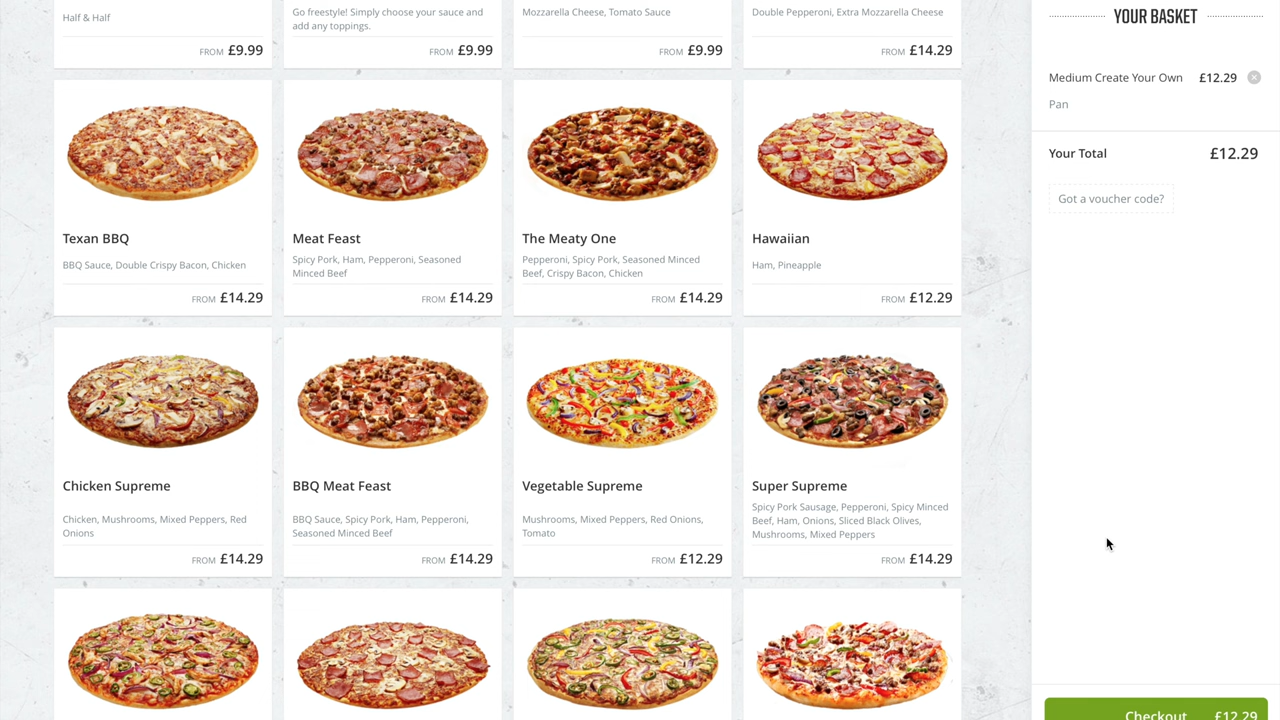 Half & Half
Go freestyle! Simply choose your sauce and
add any toppings.
Mozzarella Cheese, Tomato Sauce
Double Pepperoni, Extra Mozzarella Cheese
FROM £9.99
FROM £9.99
FROM £9.99
FROM £14.29
Texan BBQ
BBQ Sauce, Double Crispy Bacon, Chicken
FROM £14.29
Meat Feast
Spicy Pork, Ham, Pepperoni, Seasoned
Minced Beef
FROM £14.29
The Meaty One
Pepperoni, Spicy Pork, Seasoned Minced
Beef, Crispy Bacon, Chicken
FROM £14.29
Hawaiian
Ham, Pineapple
FROM £12.29
Chicken Supreme
Chicken, Mushrooms, Mixed Peppers, Red
Onions
FROM £14.29
BBQ Meat Feast
BBQ Sauce, Spicy Pork, Ham, Pepperoni,
Seasoned Minced Beef
FROM £14.29
Vegetable Supreme
Mushrooms, Mixed Peppers, Red Onions,
Tomato
FROM £12.29
Super Supreme
Spicy Pork Sausage, Pepperoni, Spicy Minced
Beef, Ham, Onions, Sliced Black Olives,
Mushrooms, Mixed Peppers
FROM £14.29
YOUR BASKET
Medium Create Your Own £12.29
Pan
Your Total £12.29
Got a voucher code?
Checkout £12.29